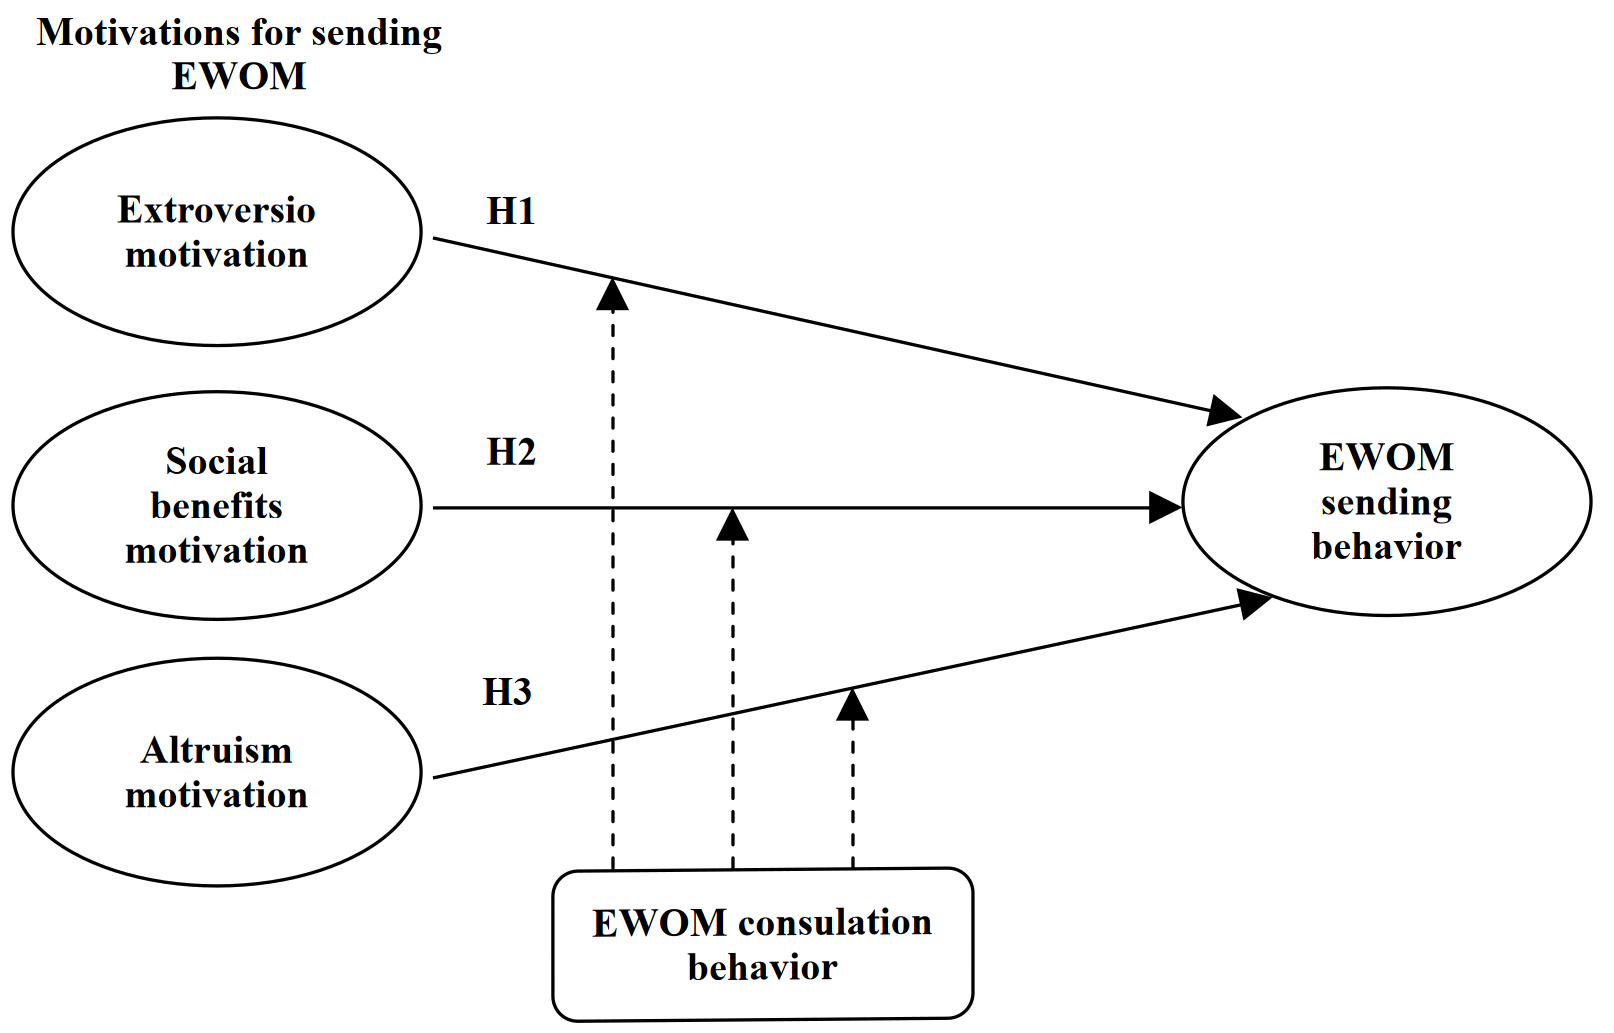 Motivations for sending
EWOM
Extroversio
motivation
H1
Social
benefits
motivation
H2
EWOM
sending
behavior
Altruism
motivation
H3
EWOM consulation
behavior